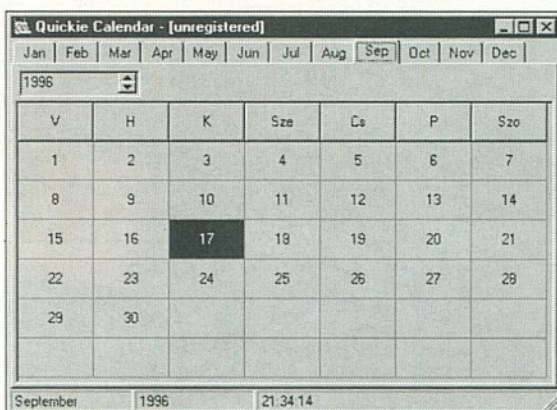 Quickie Calendar - [unregistered]
Jan Feb Mar Apr May Jun Jul Aug Sep Oct Nov Dec
1996
V H K Sze Cs P Szo
1 2 3 4 5 6 7
8 9 10 11 12 13 14
15 16 17 18 19 20 21
22 23 24 25 26 27 28
29 30
September 1996 21:34:14